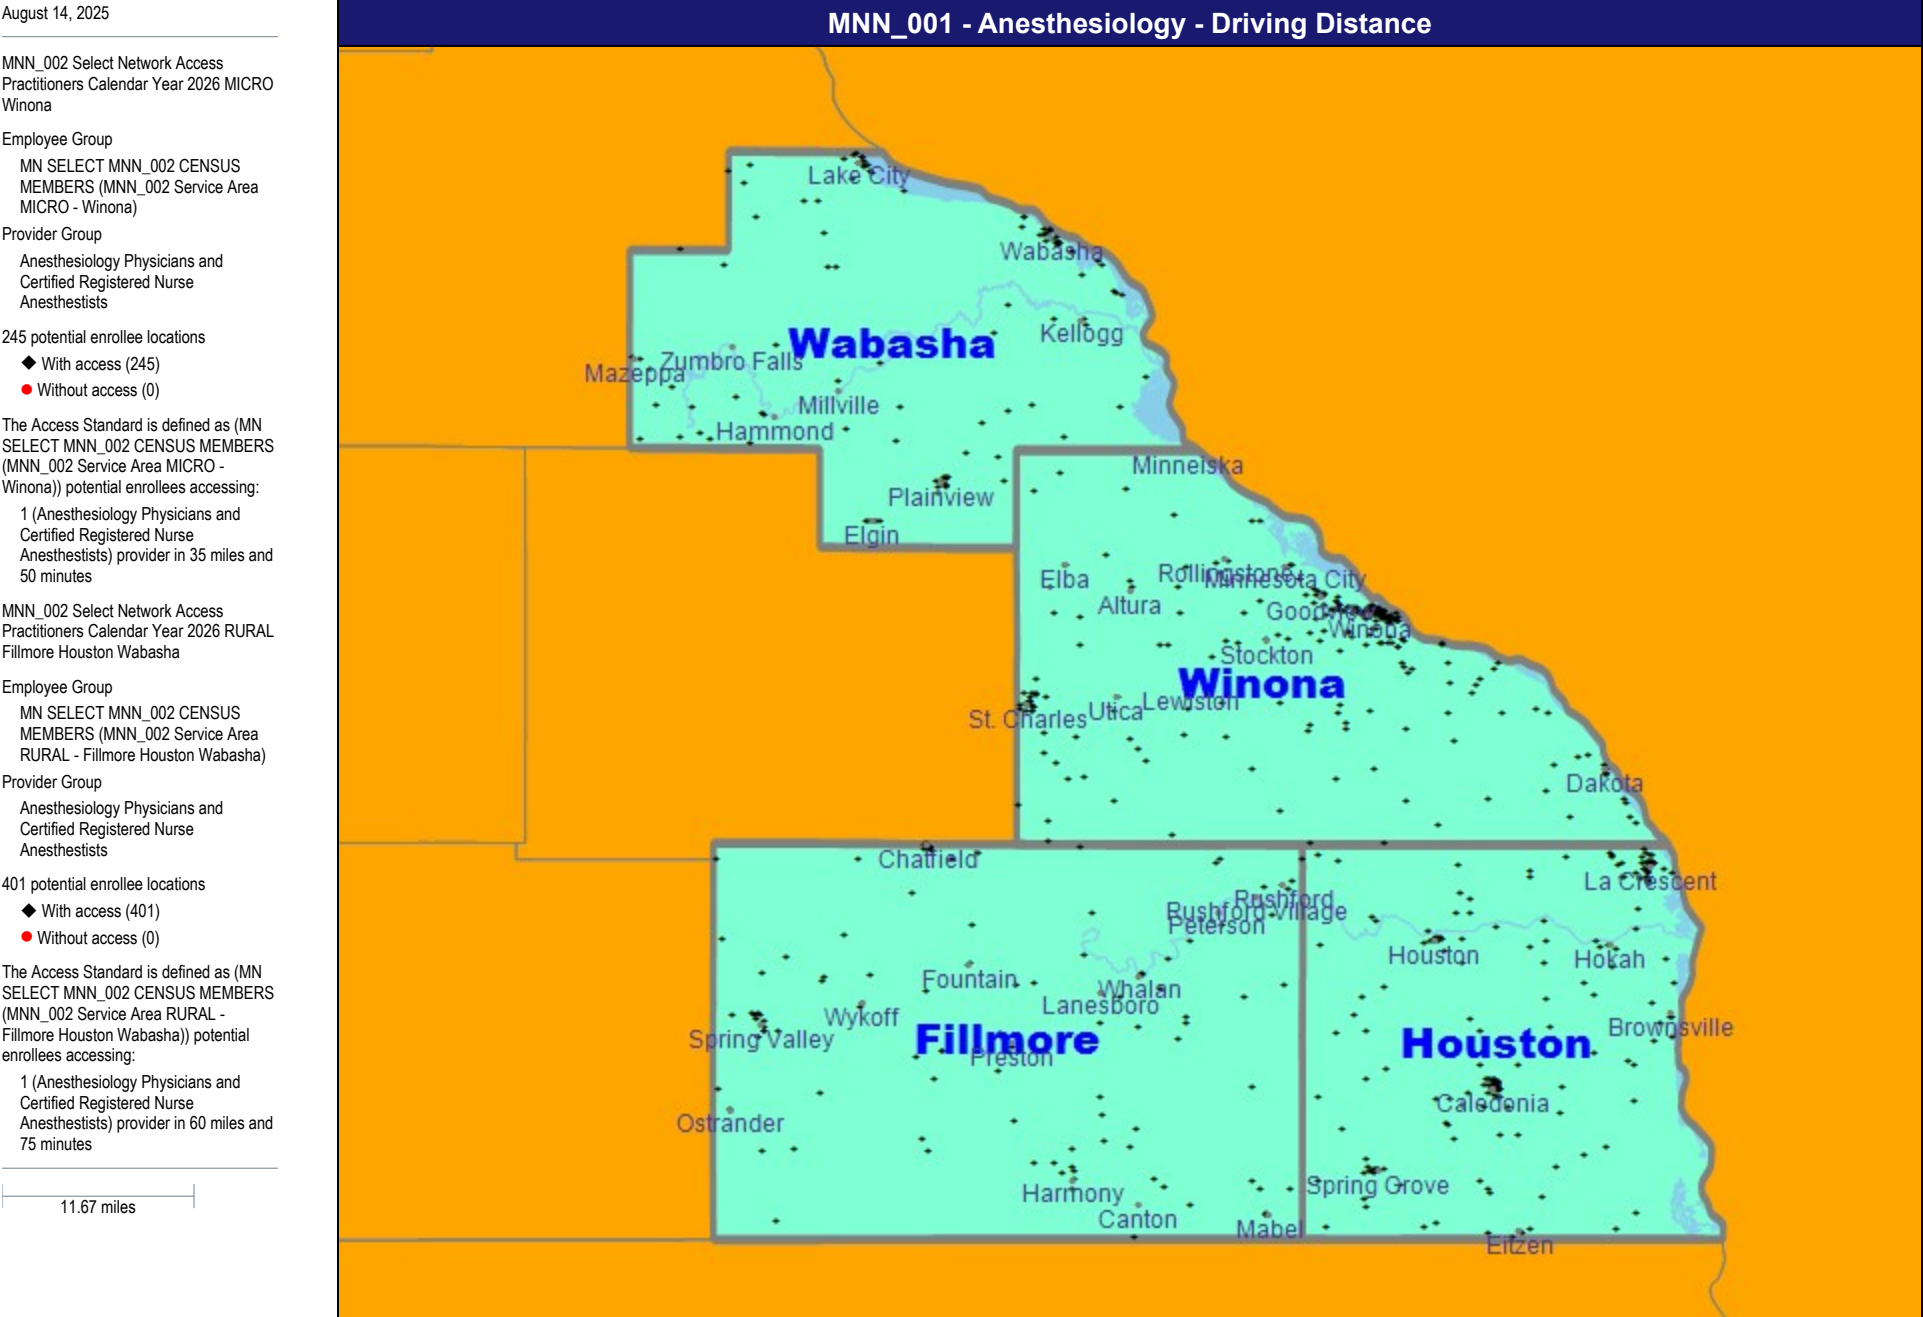 August 14, 2025
MNN_002 Select Network Access
Practitioners Calendar Year 2026 MICRO
Winona
Employee Group
MN SELECT MNN_002 CENSUS
MEMBERS (MNN_002 Service Area
MICRO - Winona)
Provider Group
Anesthesiology Physicians and
Certified Registered Nurse
Anesthestists
245 potential enrollee locations
With access (245)
Without access (0)
The Access Standard is defined as (MN
SELECT MNN_002 CENSUS MEMBERS
(MNN_002 Service Area MICRO -
Winona)) potential enrollees accessing:
1 (Anesthesiology Physicians and
Certified Registered Nurse
Anesthestists) provider in 35 miles and
50 minutes
MNN_002 Select Network Access
Practitioners Calendar Year 2026 RURAL
Fillmore Houston Wabasha
Employee Group
MN SELECT MNN_002 CENSUS
MEMBERS (MNN_002 Service Area
RURAL - Fillmore Houston Wabasha)
Provider Group
Anesthesiology Physicians and
Certified Registered Nurse
Anesthestists
401 potential enrollee locations
With access (401)
Without access (0)
The Access Standard is defined as (MN
SELECT MNN_002 CENSUS MEMBERS
(MNN_002 Service Area RURAL -
Fillmore Houston Wabasha)) potential
enrollees accessing:
1 (Anesthesiology Physicians and
Certified Registered Nurse
Anesthestists) provider in 60 miles and
75 minutes
11.67 miles
MNN_001 - Anesthesiology - Driving Distance
Lake City
Wabasha
Kellogg
Wabasha
Zumbro Falls
Mazeppa
Millville
Hammond
Minneiska
Plainview
Elgin
Elba
Rollingstone
Minnesota City
Altura
Goodview
Winona
Stockton
Winona
Lewiston
Utica
St. Charles
Dakota
Chatfield
La Crescent
Rushford
Rushford Village
Peterson
Houston
Hokah
Fountain
Whalan
Lanesboro
Wykoff
Brownsville
Spring Valley
Fillmore
Houston
Preston
Caledonia
Ostrander
Spring Grove
Harmony
Canton
Mabel
Eitzen